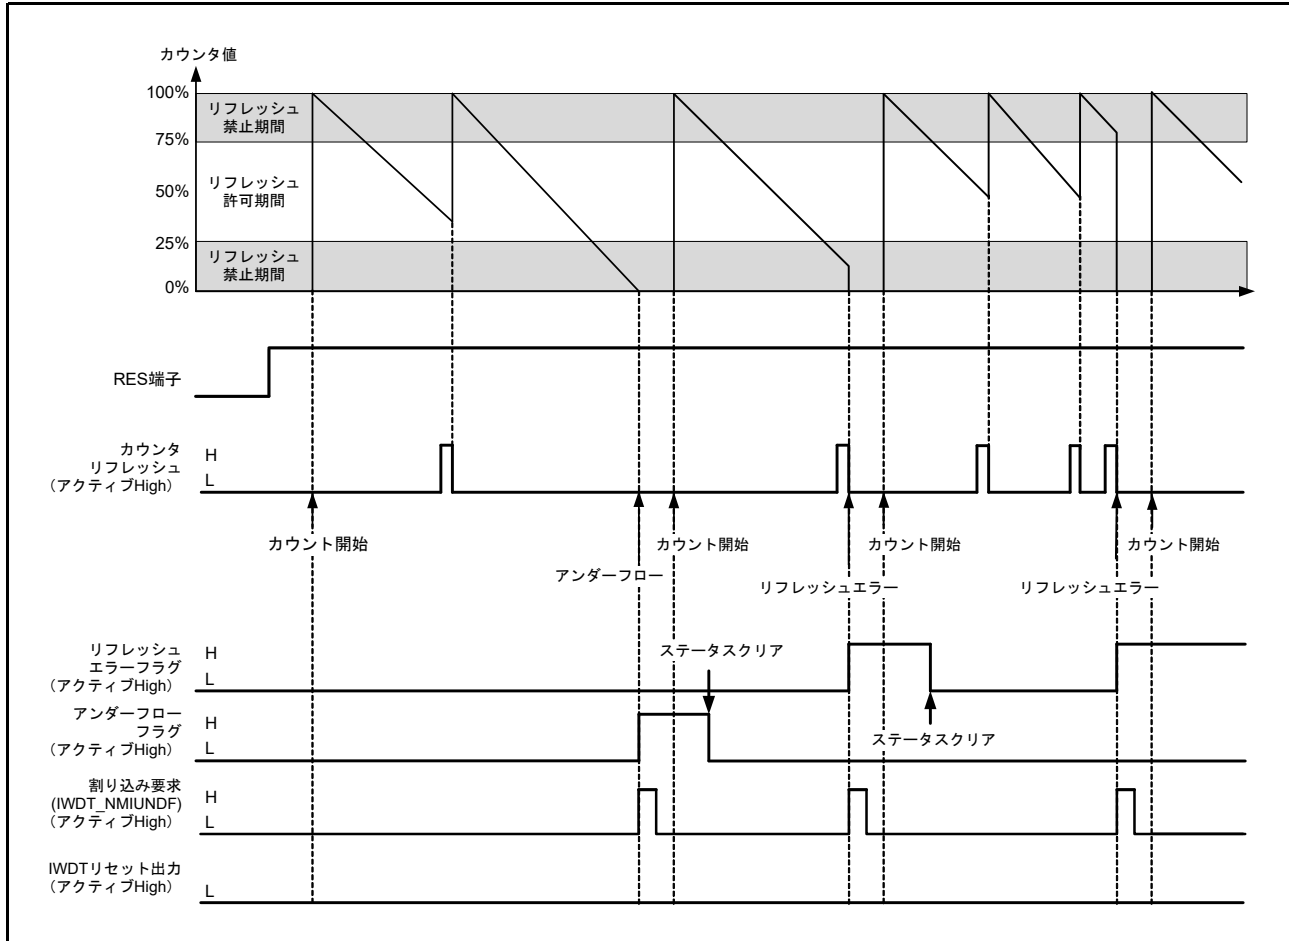 カウンタ値
100%
リフレッシュ
禁止期間
75%
リフレッシュ
許可期間
50%
25%
リフレッシュ
禁止期間
0%
RES端子
カウンタ
リフレッシュ
（アクティブHigh）
H
L
カウント開始
カウント開始
カウント開始
カウント開始
アンダーフロー
リフレッシュエラー
リフレッシュエラー
リフレッシュ
エラーフラグ
（アクティブHigh）
H
L
ステータスクリア
アンダーフロー
フラグ
（アクティブHigh）
H
L
ステータスクリア
割り込み要求
(IWDT_NMIUNDF)
（アクティブHigh）
H
L
IWDTリセット出力
（アクティブHigh）
L